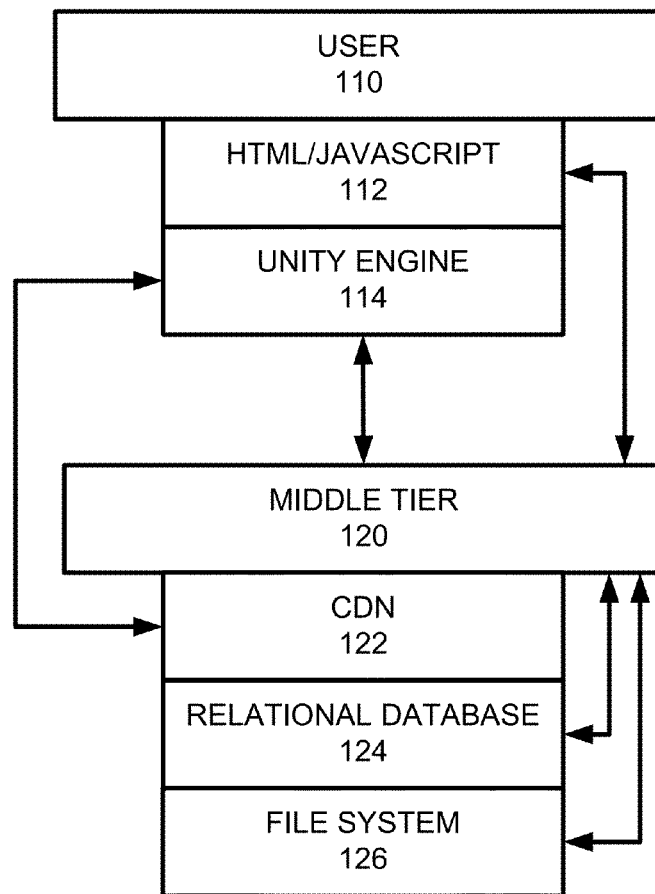 USER
110
HTML/JAVASCRIPT
112
UNITY ENGINE
114
MIDDLE TIER
120
CDN
122
RELATIONAL DATABASE
124
FILE SYSTEM
126